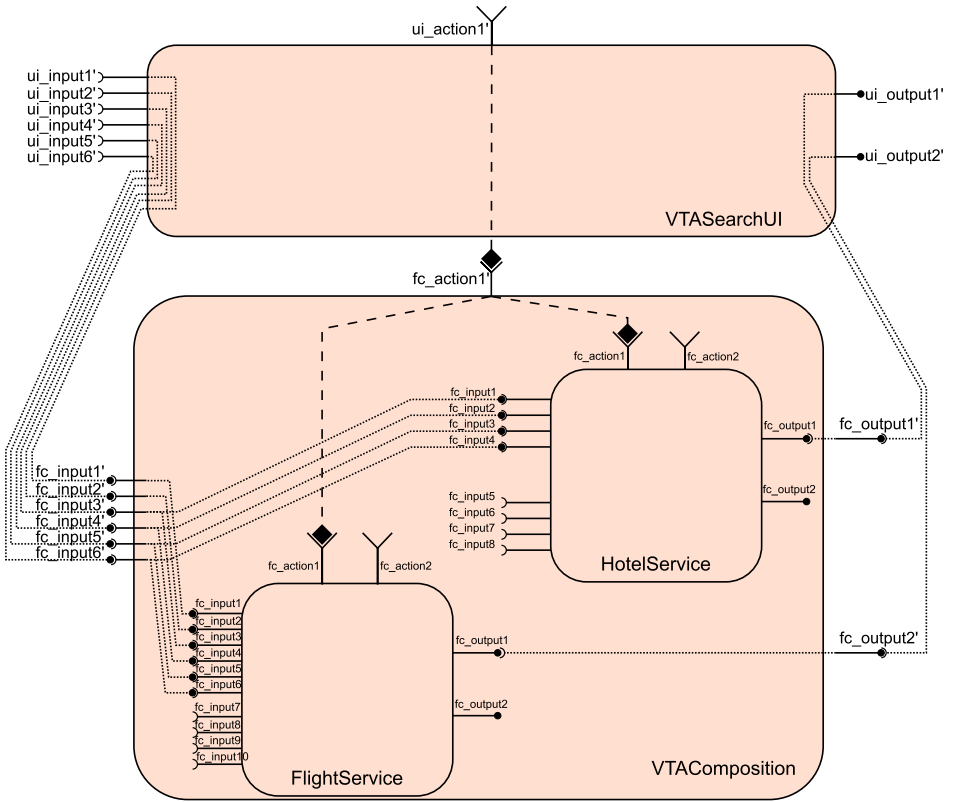 ui_action1'
ui_input1'
ui_input2'
ui_input3'
ui_input4'
ui_input5'
ui_input6'
ui_output1'
ui_output2'
VTASearchUI
fc_action1'
fc_action1
fc_action2
fc_input1
fc_input2
fc_input3
fc_input4
fc_output1
fc_output1'
fc_input1'
fc_input2'
fc_input3'
fc_input4'
fc_input5'
fc_input6'
fc_output2
fc_input5
fc_input6
fc_input7
fc_input8
HotelService
fc_action1
fc_action2
fc_input1
fc_input2
fc_input3
fc_input4
fc_input5
fc_input6
fc_input7
fc_input8
fc_input9
fc_input10
fc_output1
fc_output2'
fc_output2
FlightService
VTAComposition